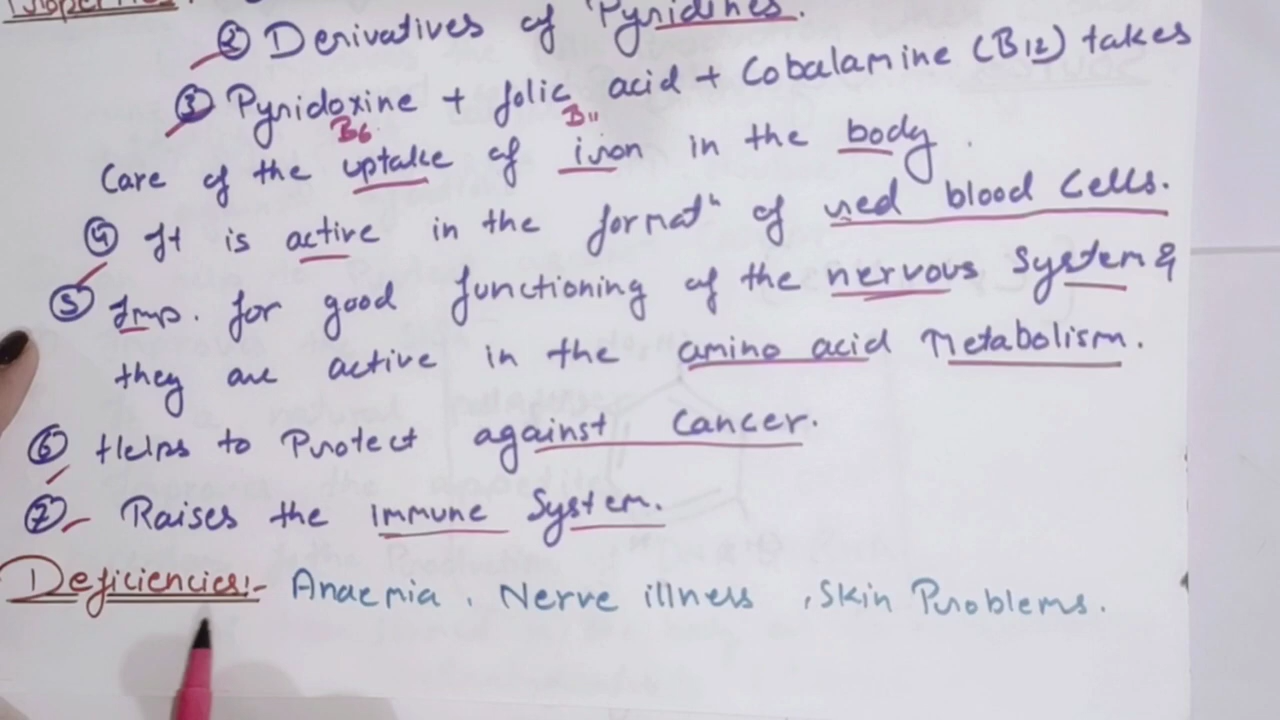 Properties:
② Derivatives of Pyridines.
③ Pyridoxine + folic acid + Cobalamine (B12) takes
B6 B11
Care of the uptake of iron in the body.
④ It is active in the formatⁿ of red blood Cells.
⑤ Imp. for good functioning of the nervous System &
they are active in the amino acid Metabolism.
⑥ Helps to Protect against Cancer.
⑦ Raises the immune System.
Deficiencies:- Anaemia, Nerve illness, Skin Problems.